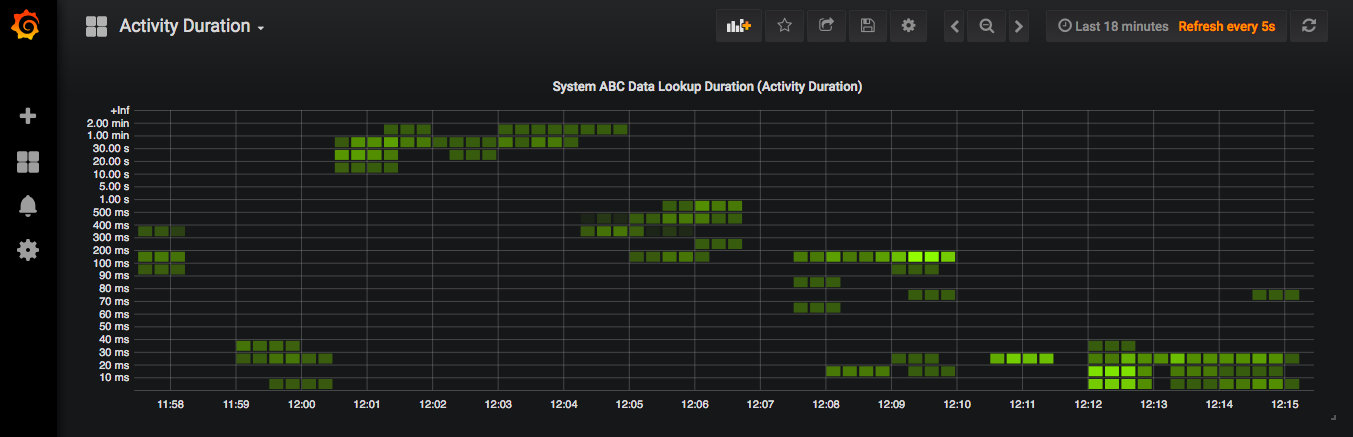 Activity Duration
Last 18 minutes Refresh every 5s
System ABC Data Lookup Duration (Activity Duration)
+Inf
2.00 min
1.00 min
30.00 s
20.00 s
10.00 s
5.00 s
1.00 s
500 ms
400 ms
300 ms
200 ms
100 ms
90 ms
80 ms
70 ms
60 ms
50 ms
40 ms
30 ms
20 ms
10 ms
11:58 11:59 12:00 12:01 12:02 12:03 12:04 12:05 12:06 12:07 12:08 12:09 12:10 12:11 12:12 12:13 12:14 12:15